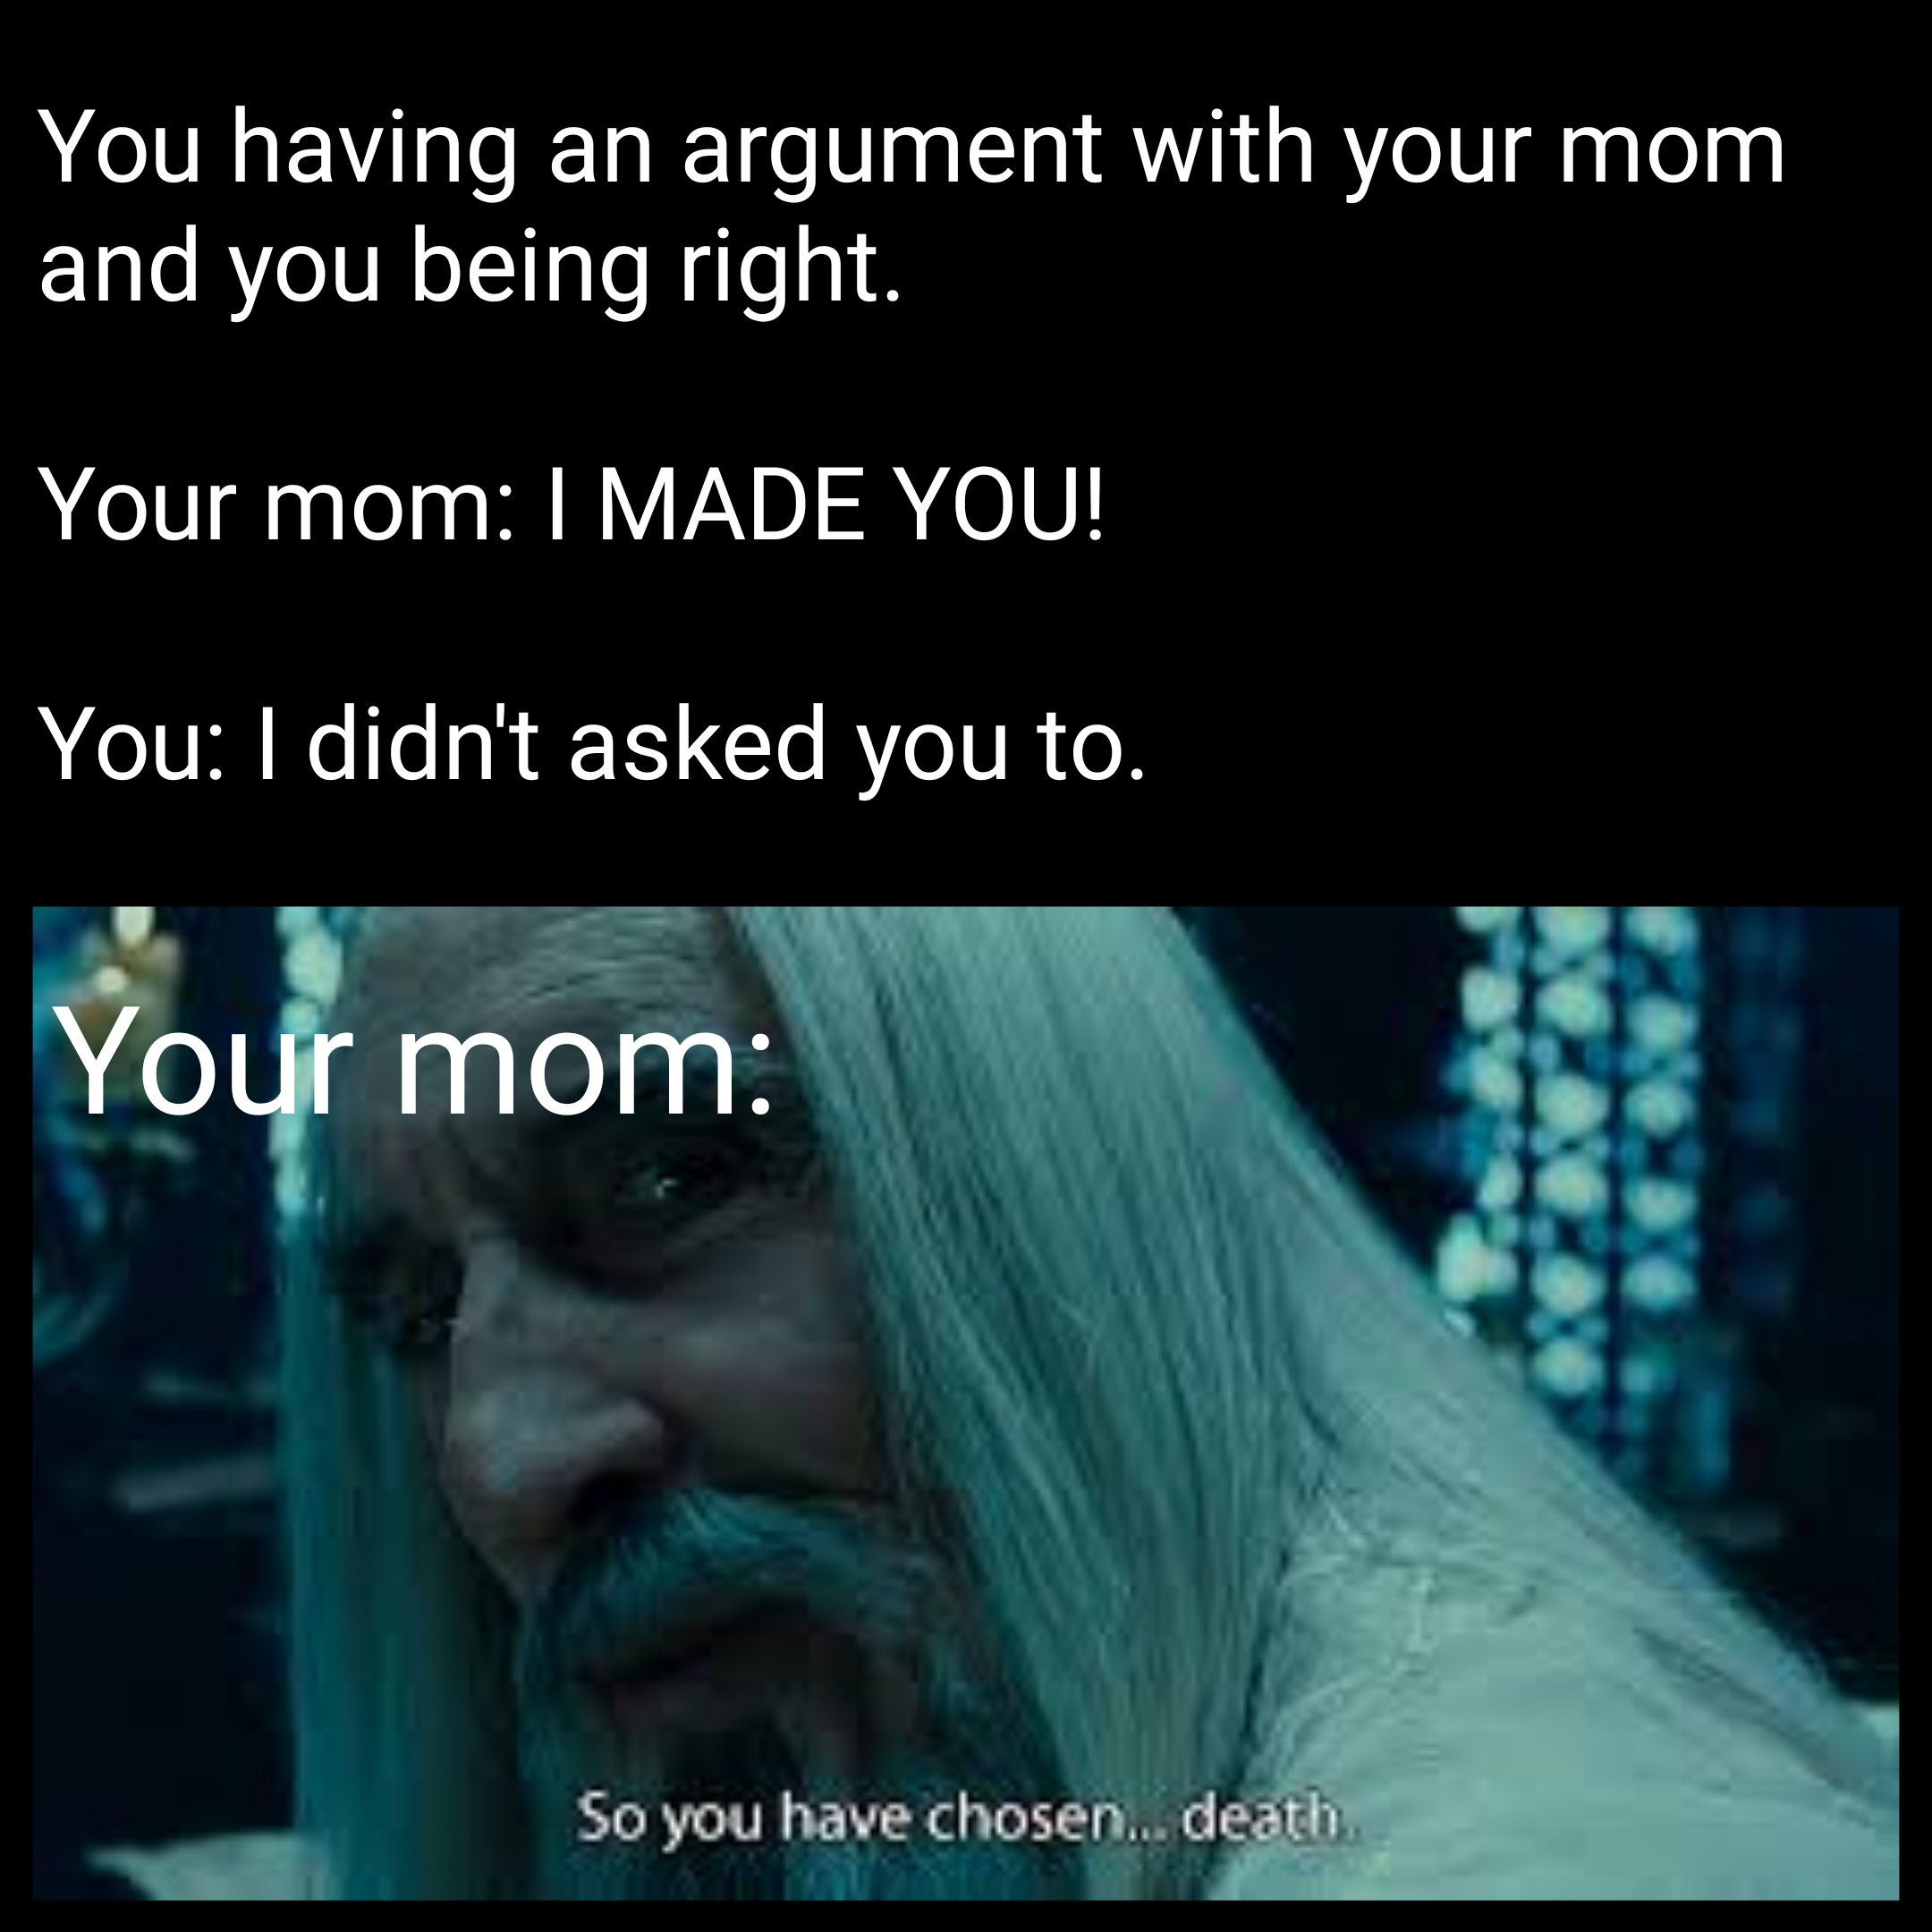 You having an argument with your mom
and you being right.
Your mom: I MADE YOU!
You: I didn't asked you to.
Your mom:
So you have chosen... death